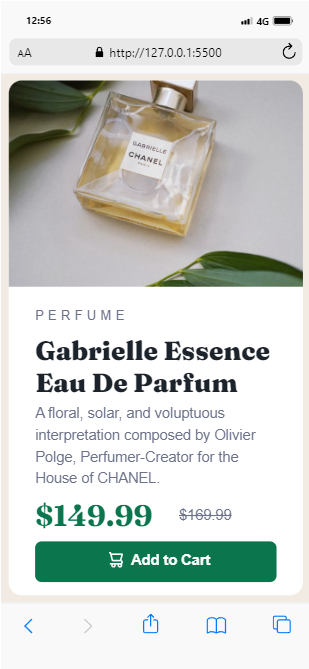 12:56
4G
AA
http://127.0.0.1:5500
GABRIELLE
CHANEL
PARIS
PERFUME
Gabrielle Essence
Eau De Parfum
A floral, solar, and voluptuous
interpretation composed by Olivier
Polge, Perfumer-Creator for the
House of CHANEL.
$149.99 $169.99
Add to Cart